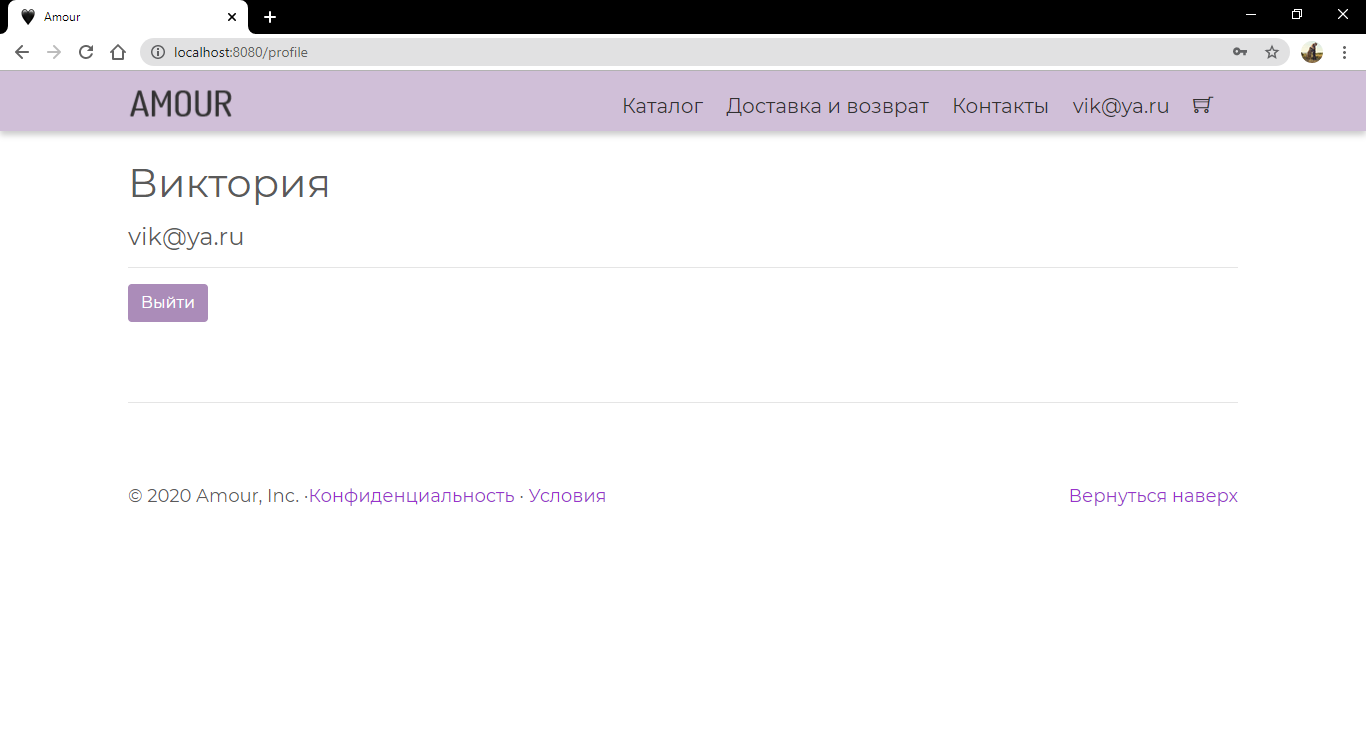 Amour
localhost:8080/profile
AMOUR Каталог Доставка и возврат Контакты vik@ya.ru
Виктория
vik@ya.ru
Выйти
© 2020 Amour, Inc. ·Конфиденциальность · Условия Вернуться наверх